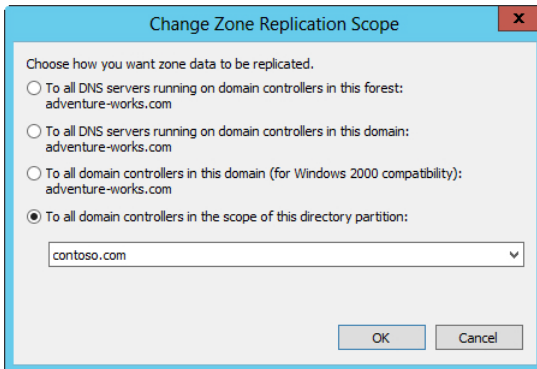 Change Zone Replication Scope
x
Choose how you want zone data to be replicated.
To all DNS servers running on domain controllers in this forest:
adventure-works.com
To all DNS servers running on domain controllers in this domain:
adventure-works.com
To all domain controllers in this domain (for Windows 2000 compatibility):
adventure-works.com
To all domain controllers in the scope of this directory partition:
contoso.com
OK Cancel